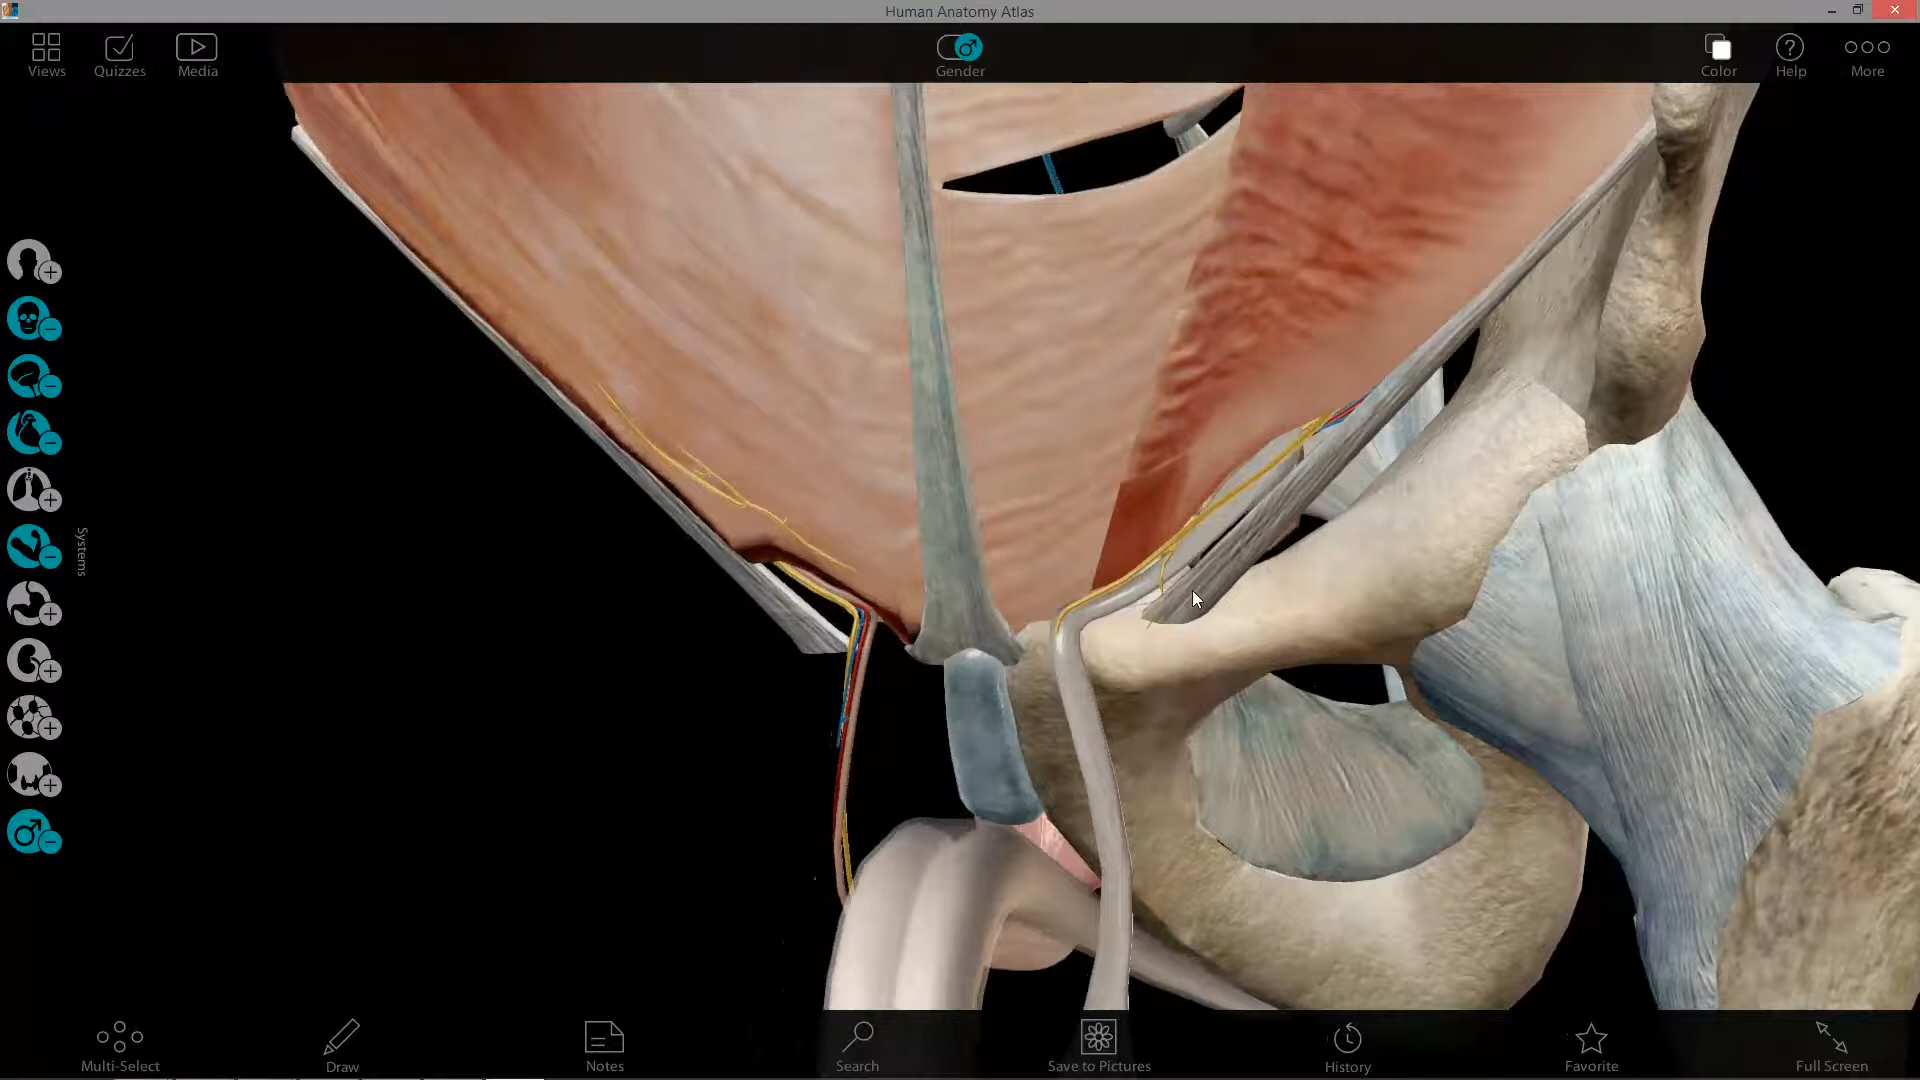 Human Anatomy Atlas
Views
Quizzes
Media
Gender
Color
Help
More
Systems
Multi-Select
Draw
Notes
Search
Save to Pictures
History
Favorite
Full Screen